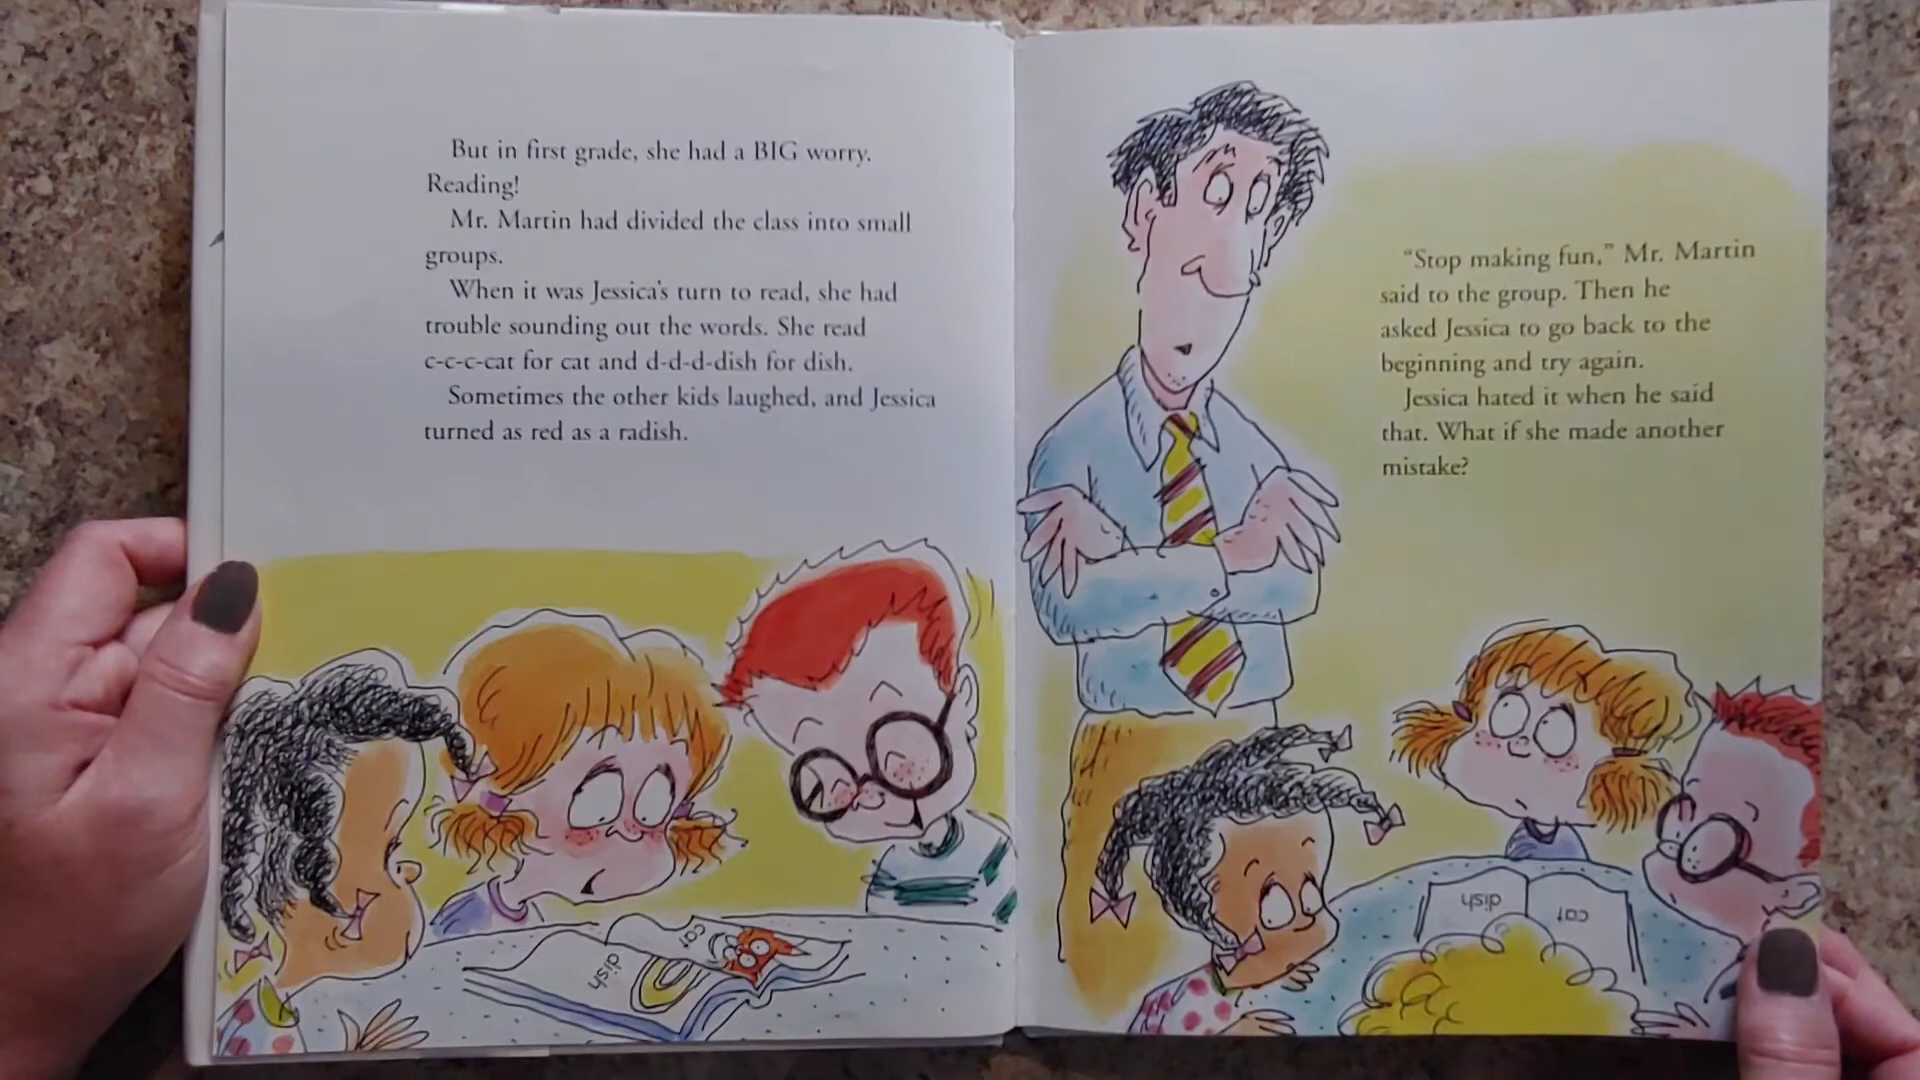 But in first grade, she had a BIG worry.
Reading!
Mr. Martin had divided the class into small
groups.
When it was Jessica's turn to read, she had
trouble sounding out the words. She read
c-c-c-cat for cat and d-d-d-dish for dish.
Sometimes the other kids laughed, and Jessica
turned as red as a radish.
cat
dish
“Stop making fun,” Mr. Martin
said to the group. Then he
asked Jessica to go back to the
beginning and try again.
Jessica hated it when he said
that. What if she made another
mistake?
dish
cat